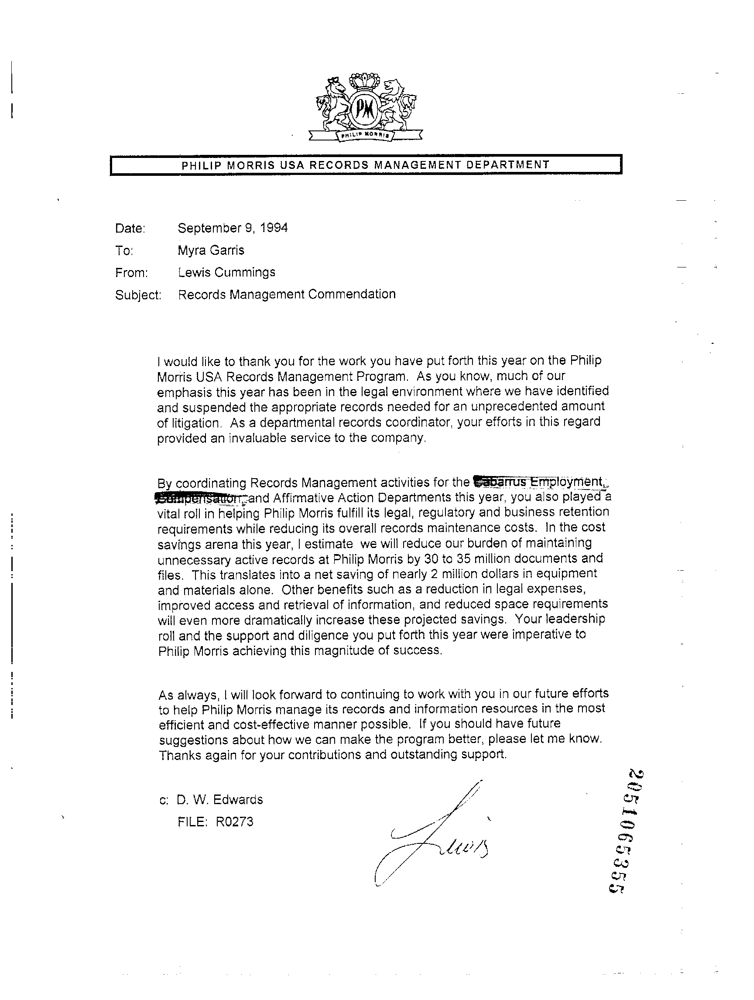 PM
PHILIP MORRIS
PHILIP MORRIS USA RECORDS MANAGEMENT DEPARTMENT
Date: September 9, 1994
To: Myra Garris
From: Lewis Cummings
Subject: Records Management Commendation
I would like to thank you for the work you have put forth this year on the Philip
Morris USA Records Management Program. As you know, much of our
emphasis this year has been in the legal environment where we have identified
and suspended the appropriate records needed for an unprecedented amount
of litigation. As a departmental records coordinator, your efforts in this regard
provided an invaluable service to the company.
By coordinating Records Management activities for the Cabarrus Employment,
Compensation, and Affirmative Action Departments this year, you also played a
vital roll in helping Philip Morris fulfill its legal, regulatory and business retention
requirements while reducing its overall records maintenance costs. In the cost
savings arena this year, I estimate we will reduce our burden of maintaining
unnecessary active records at Philip Morris by 30 to 35 million documents and
files. This translates into a net saving of nearly 2 million dollars in equipment
and materials alone. Other benefits such as a reduction in legal expenses,
improved access and retrieval of information, and reduced space requirements
will even more dramatically increase these projected savings. Your leadership
roll and the support and diligence you put forth this year were imperative to
Philip Morris achieving this magnitude of success.
As always, I will look forward to continuing to work with you in our future efforts
to help Philip Morris manage its records and information resources in the most
efficient and cost-effective manner possible. If you should have future
suggestions about how we can make the program better, please let me know.
Thanks again for your contributions and outstanding support.
c: D. W. Edwards
FILE: R0273
Lewis
2051065355